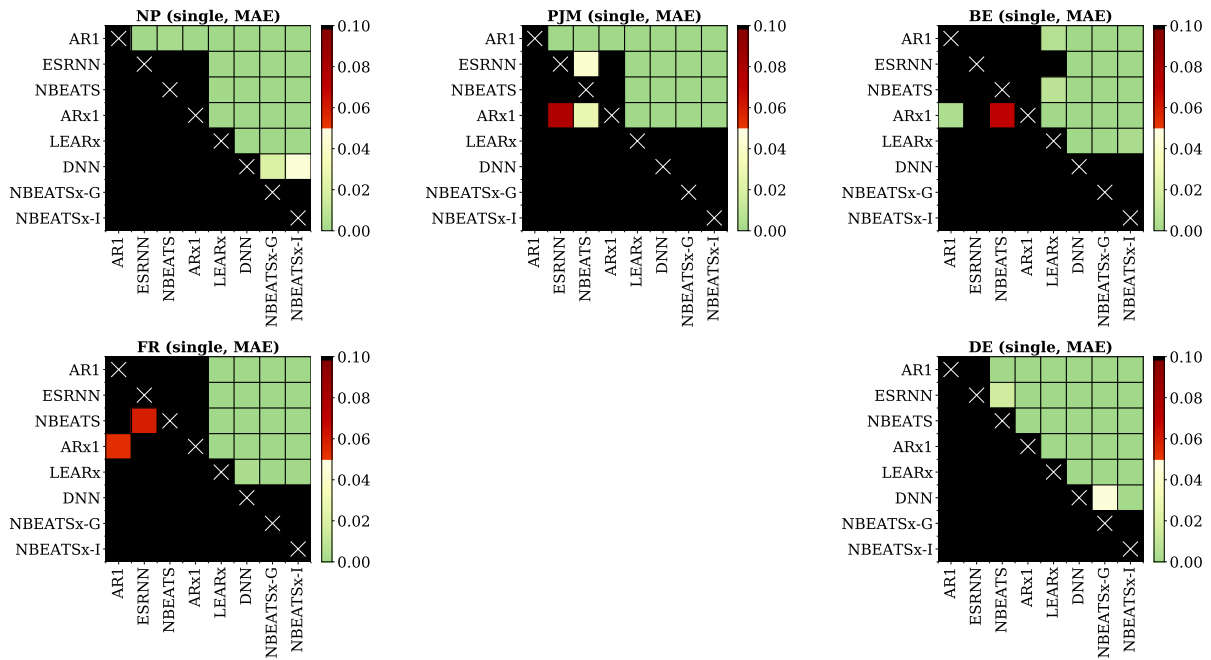 NP (single, MAE)
AR1
ESRNN
NBEATS
ARx1
LEARx
DNN
NBEATSx-G
NBEATSx-I
AR1
ESRNN
NBEATS
ARx1
LEARx
DNN
NBEATSx-G
NBEATSx-I
0.10
0.08
0.06
0.04
0.02
0.00
PJM (single, MAE)
AR1
ESRNN
NBEATS
ARx1
LEARx
DNN
NBEATSx-G
NBEATSx-I
AR1
ESRNN
NBEATS
ARx1
LEARx
DNN
NBEATSx-G
NBEATSx-I
0.10
0.08
0.06
0.04
0.02
0.00
BE (single, MAE)
AR1
ESRNN
NBEATS
ARx1
LEARx
DNN
NBEATSx-G
NBEATSx-I
AR1
ESRNN
NBEATS
ARx1
LEARx
DNN
NBEATSx-G
NBEATSx-I
0.10
0.08
0.06
0.04
0.02
0.00
FR (single, MAE)
AR1
ESRNN
NBEATS
ARx1
LEARx
DNN
NBEATSx-G
NBEATSx-I
AR1
ESRNN
NBEATS
ARx1
LEARx
DNN
NBEATSx-G
NBEATSx-I
0.10
0.08
0.06
0.04
0.02
0.00
DE (single, MAE)
AR1
ESRNN
NBEATS
ARx1
LEARx
DNN
NBEATSx-G
NBEATSx-I
AR1
ESRNN
NBEATS
ARx1
LEARx
DNN
NBEATSx-G
NBEATSx-I
0.10
0.08
0.06
0.04
0.02
0.00